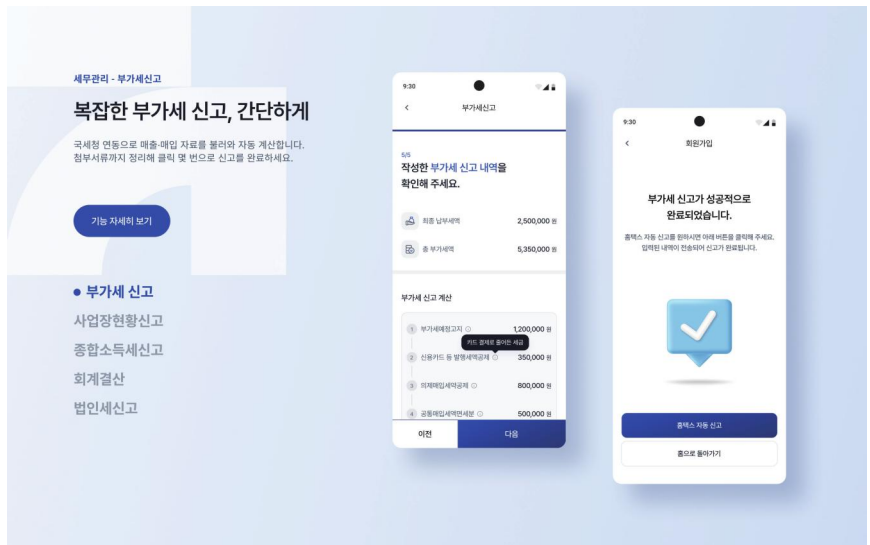 세무관리 - 부가세신고
복잡한 부가세 신고, 간단하게
국세청 연동으로 매출·매입 자료를 불러와 자동 계산합니다.
첨부서류까지 정리해 클릭 몇 번으로 신고를 완료하세요.
기능 자세히 보기
부가세 신고
사업장현황신고
종합소득세신고
회계결산
법인세신고
9:30
부가세신고
5/5
작성한 부가세 신고 내역을
확인해 주세요.
최종 납부세액 2,500,000 원
총 부가세액 5,350,000 원
부가세 신고 계산
1 부가세예정고지 1,200,000 원
카드 결제로 줄어든 세금
2 신용카드 등 발행세액공제 350,000 원
3 의제매입세액공제 800,000 원
4 공통매입세액면세분 500,000 원
이전 다음
9:30
회원가입
부가세 신고가 성공적으로
완료되었습니다.
홈택스 자동 신고를 원하시면 아래 버튼을 클릭해 주세요.
입력된 내역이 전송되어 신고가 완료됩니다.
홈택스 자동 신고
홈으로 돌아가기